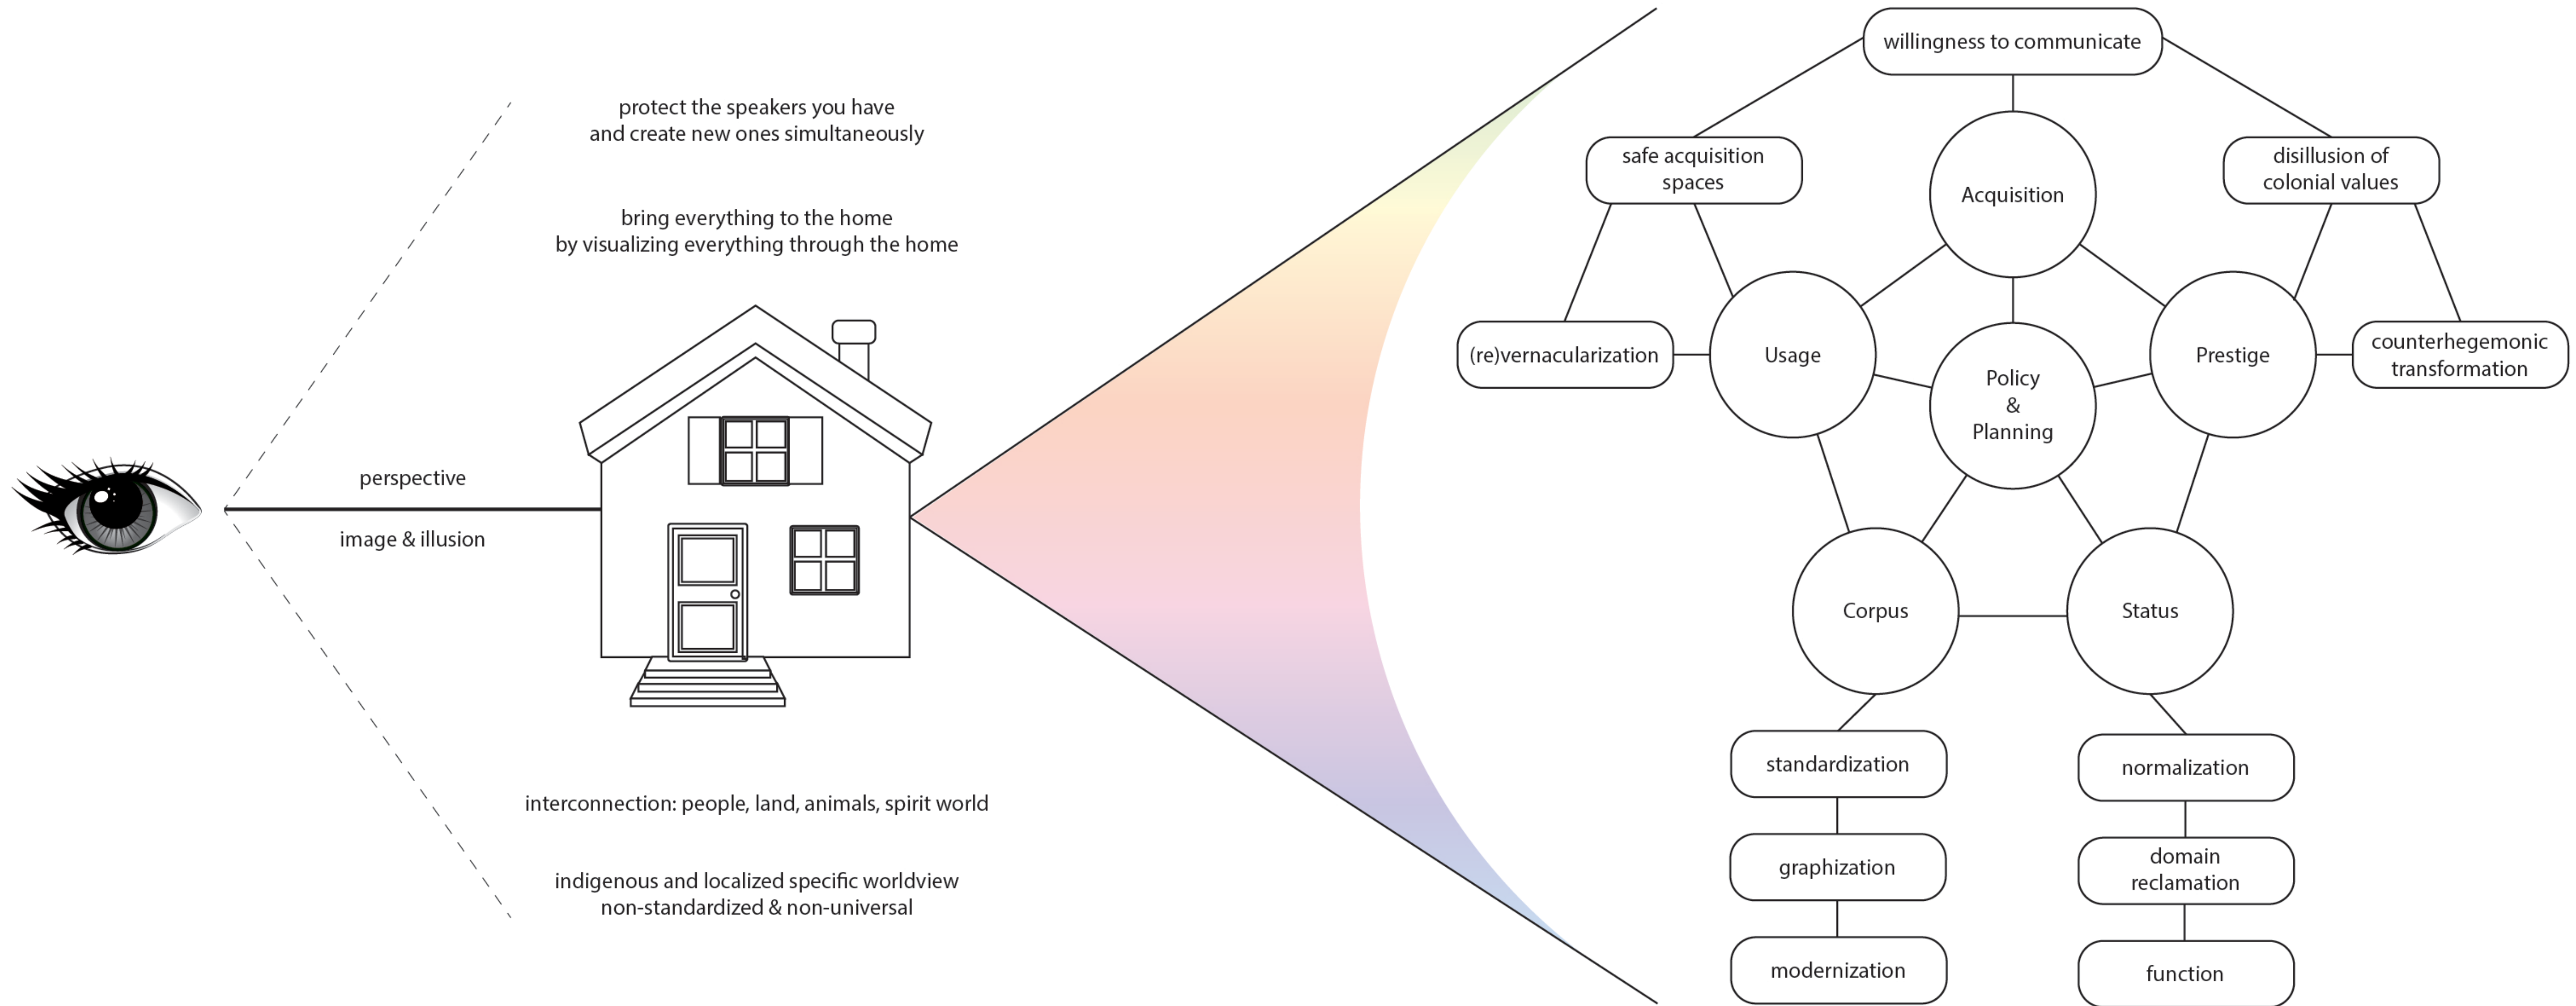 protect the speakers you have
and create new ones simultaneously
bring everything to the home
by visualizing everything through the home
perspective
image & illusion
interconnection: people, land, animals, spirit world
indigenous and localized specific worldview
non-standardized & non-universal
willingness to communicate
safe acquisition
spaces
Acquisition
disillusion of
colonial values
(re)vernacularization
Usage
Policy
&
Planning
Prestige
counterhegemonic
transformation
Corpus
Status
standardization
graphization
modernization
normalization
domain
reclamation
function